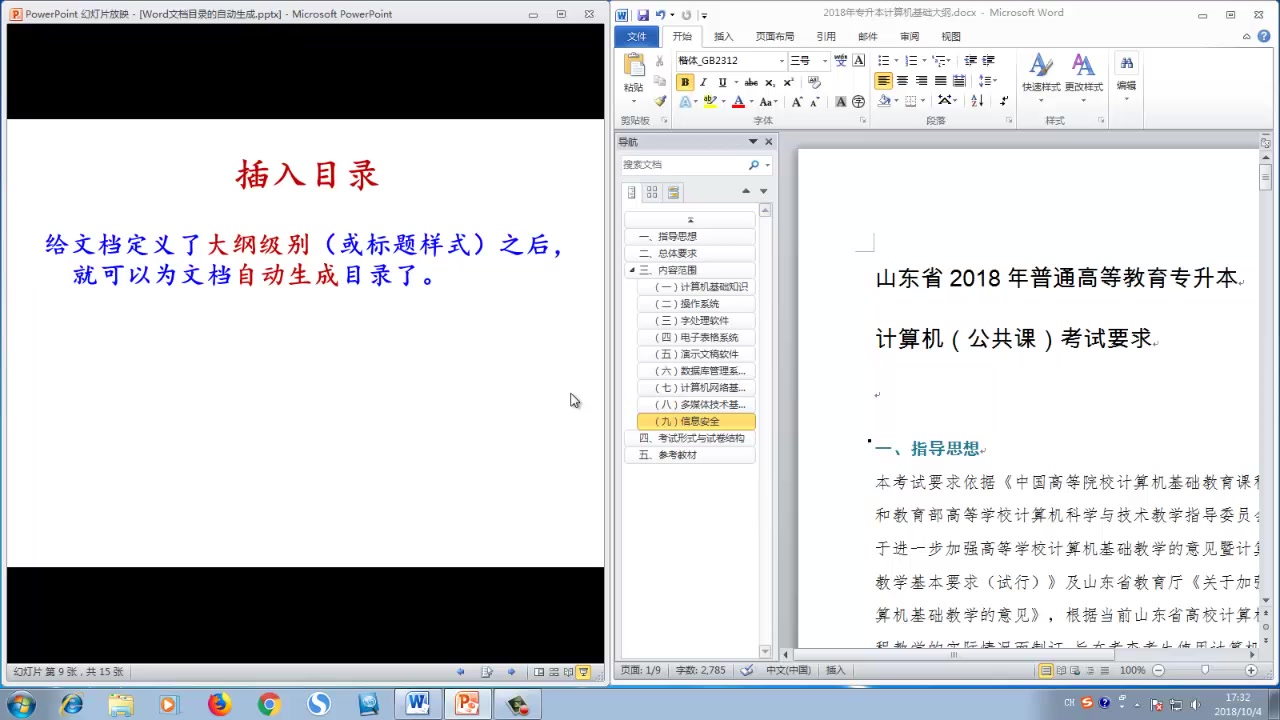 PowerPoint 幻灯片放映 - [Word文档目录的自动生成.pptx] - Microsoft PowerPoint
插入目录
给文档定义了大纲级别（或标题样式）之后，
就可以为文档自动生成目录了。
幻灯片 第 9 张，共 15 张
2018年专升本计算机基础大纲.docx - Microsoft Word
文件 开始 插入 页面布局 引用 邮件 审阅 视图
楷体_GB2312 三号
粘贴 快速样式 更改样式 编辑
剪贴板 字体 段落 样式
导航
搜索文档
一、指导思想
二、总体要求
三、内容范围
（一）计算机基础知识
（二）操作系统
（三）字处理软件
（四）电子表格系统
（五）演示文稿软件
（六）数据库管理系...
（七）计算机网络基...
（八）多媒体技术基...
（九）信息安全
四、考试形式与试卷结构
五、参考教材
山东省 2018 年普通高等教育专升本
计算机（公共课）考试要求
一、指导思想
本考试要求依据《中国高等院校计算机基础教育课程
和教育部高等学校计算机科学与技术教学指导委员会
于进一步加强高等学校计算机基础教学的意见暨计算
教学基本要求（试行）》及山东省教育厅《关于加强
算机基础教学的意见》，根据当前山东省高校计算机
页面: 1/9 字数: 2,785 中文(中国) 插入 100%
CH 17:32
2018/10/4